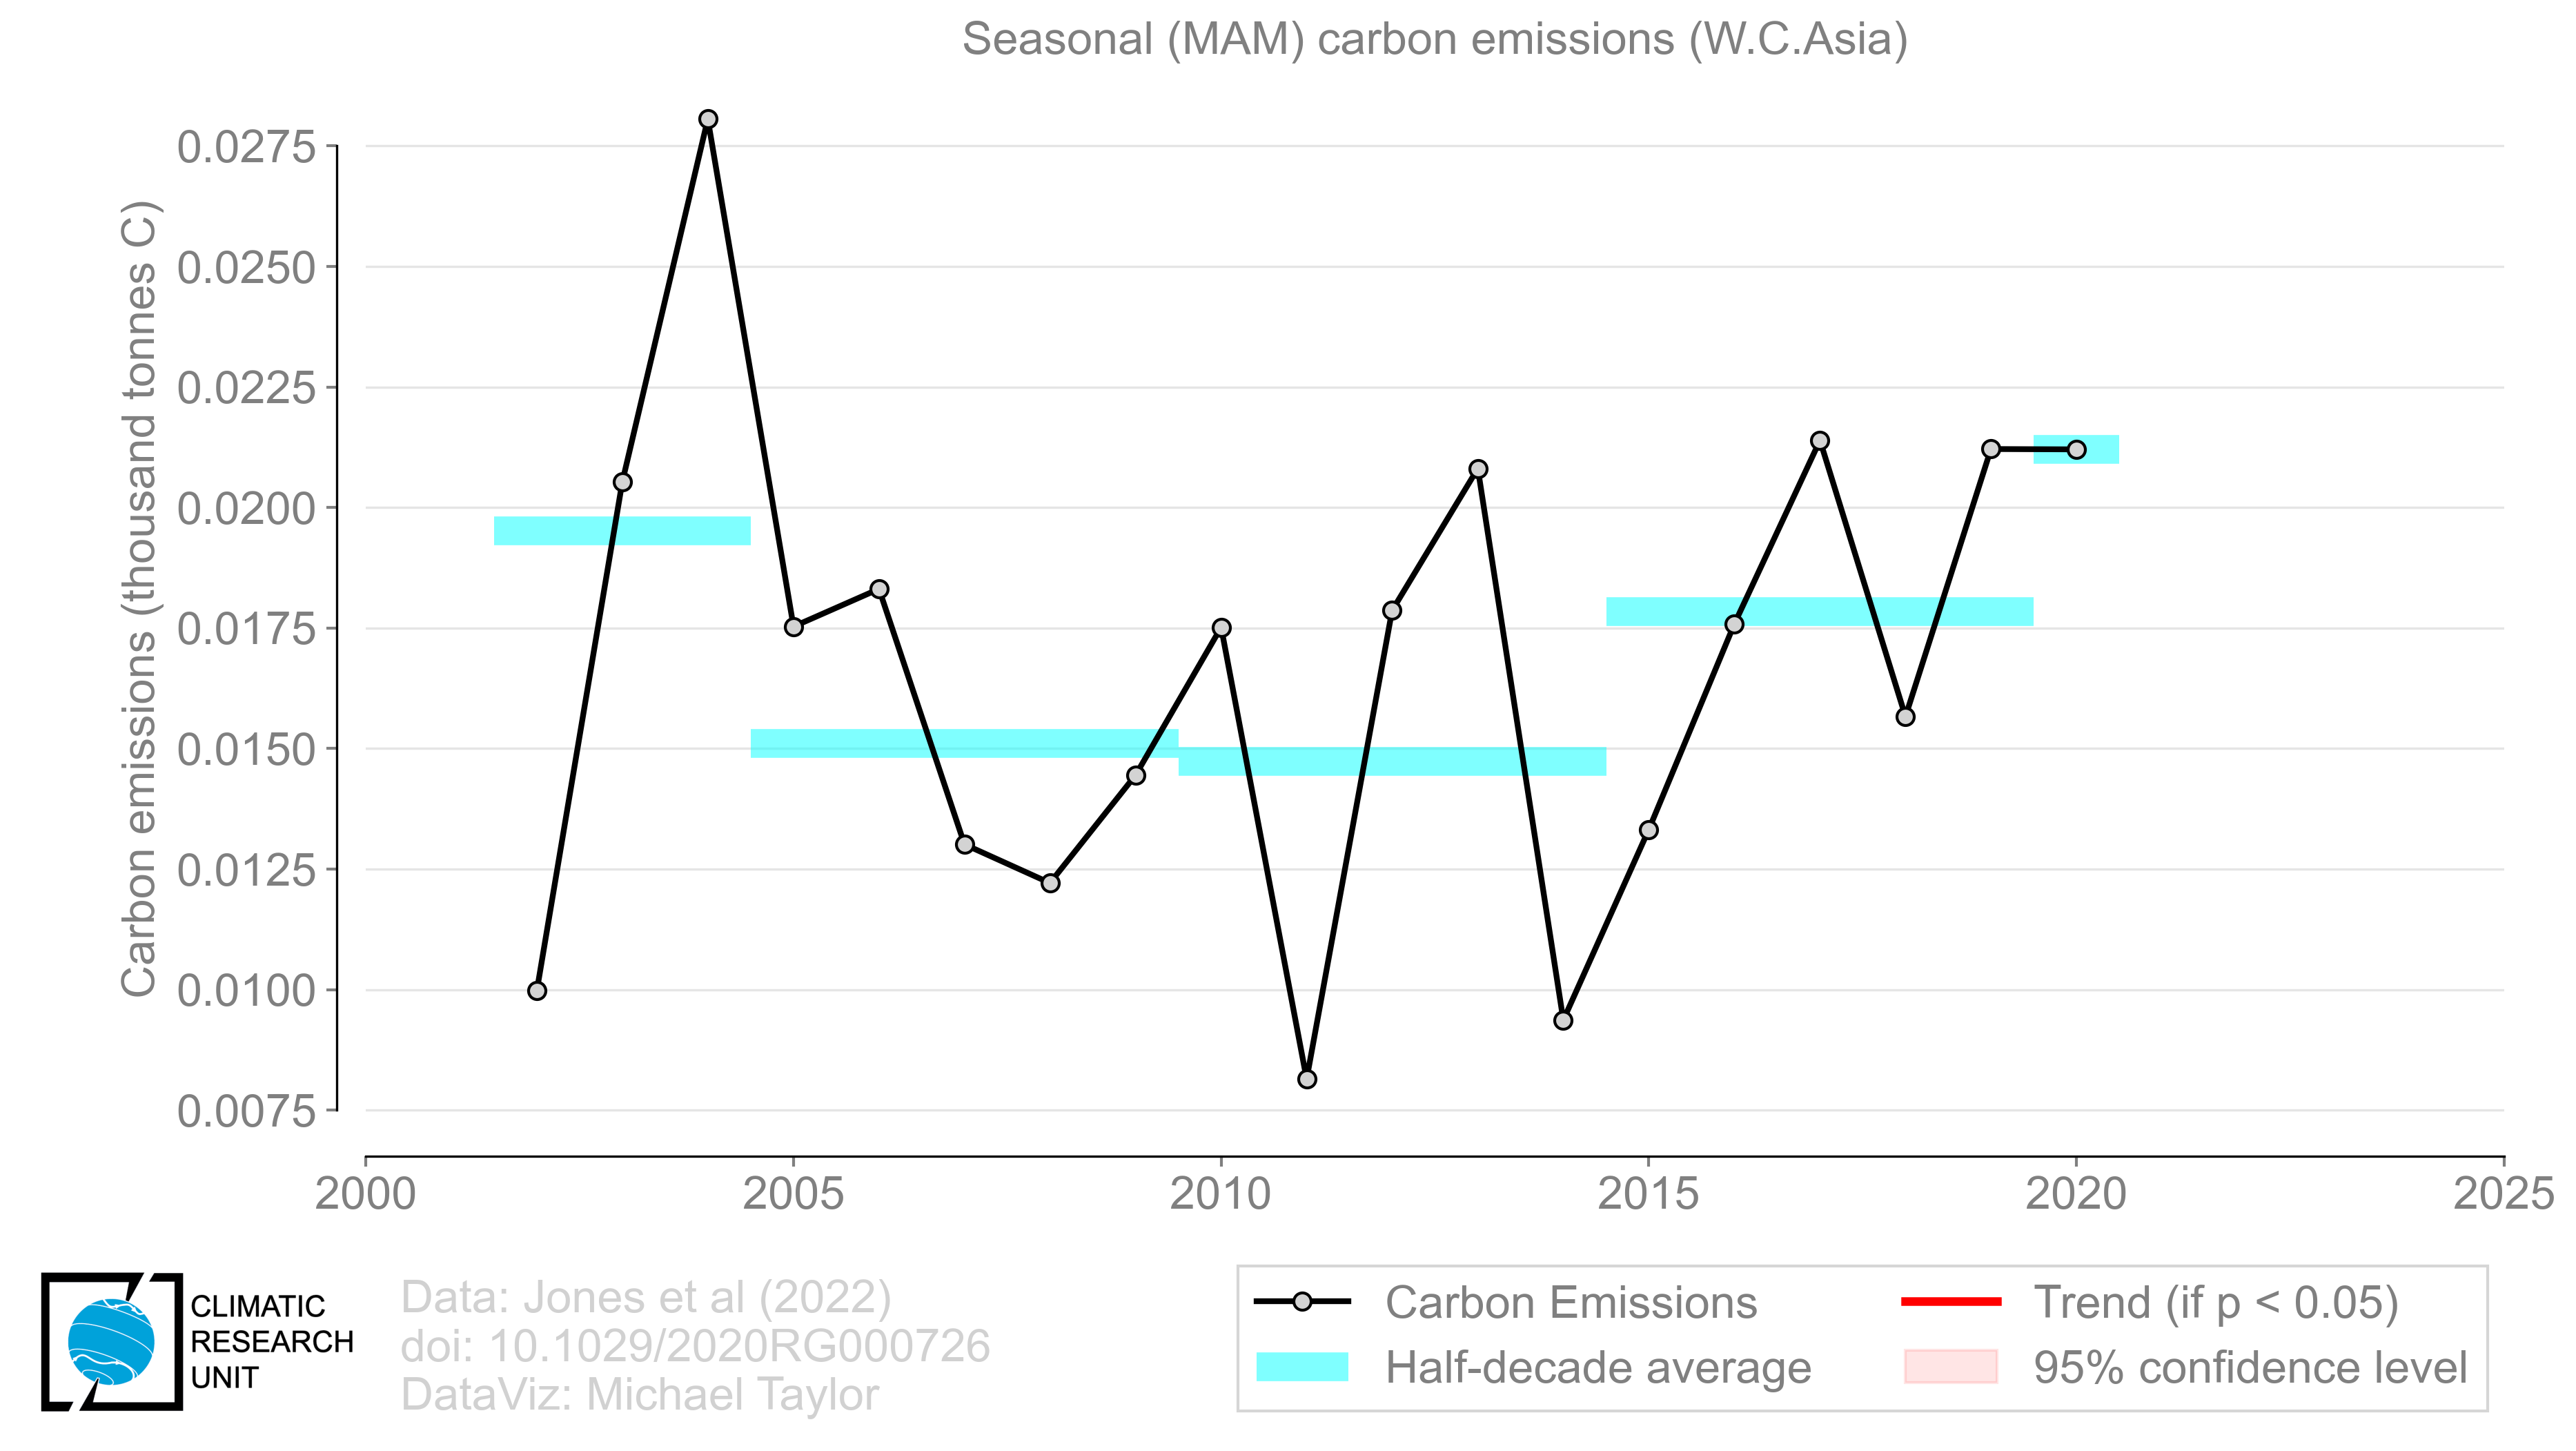 Seasonal (MAM) carbon emissions (W.C.Asia)
Carbon emissions (thousand tonnes C)
0.0275
0.0250
0.0225
0.0200
0.0175
0.0150
0.0125
0.0100
0.0075
2000 2005 2010 2015 2020 2025
CLIMATIC
RESEARCH
UNIT
Data: Jones et al (2022)
doi: 10.1029/2020RG000726
DataViz: Michael Taylor
Carbon Emissions
Half-decade average
Trend (if p < 0.05)
95% confidence level